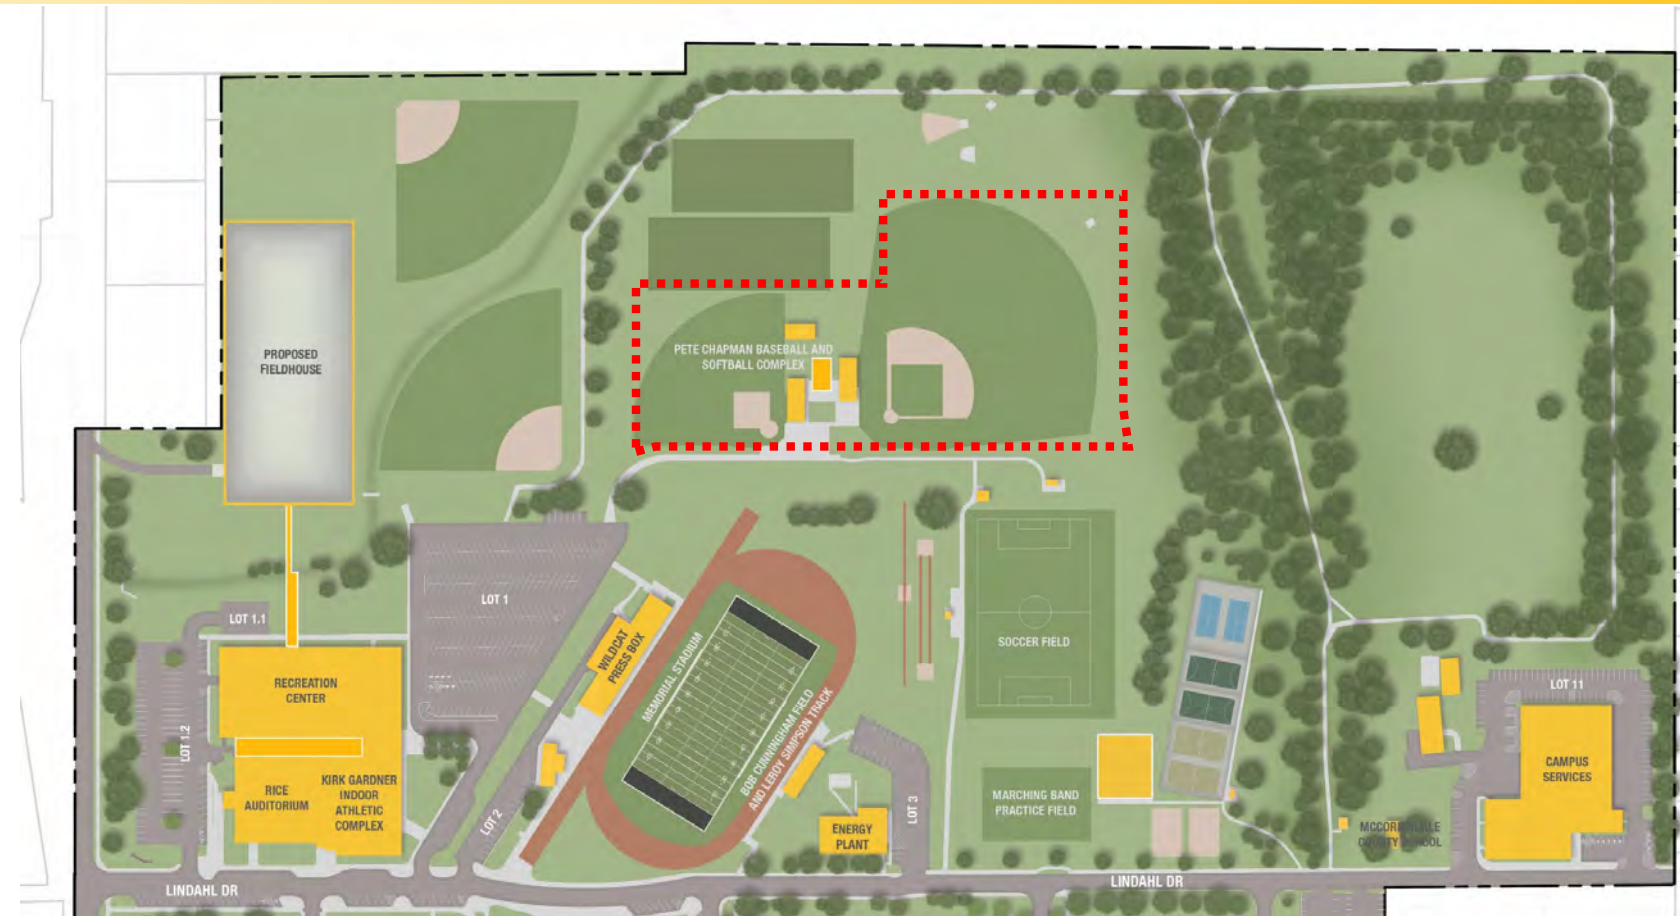 PETE CHAPMAN BASEBALL AND
SOFTBALL COMPLEX
PROPOSED
FIELDHOUSE
LOT 1
LOT 1.1
WILDCAT
PRESS BOX
MEMORIAL STADIUM
BOB CUNNINGHAM FIELD
AND LEROY SIMPSON TRACK
SOCCER FIELD
RECREATION
CENTER
LOT 11
LOT 1.2
CAMPUS
SERVICES
RICE
AUDITORIUM
KIRK GARDNER
INDOOR
ATHLETIC
COMPLEX
LOT 2
LOT 3
MARCHING BAND
PRACTICE FIELD
ENERGY
PLANT
COUNTY SCHOOL
LINDAHL DR
LINDAHL DR